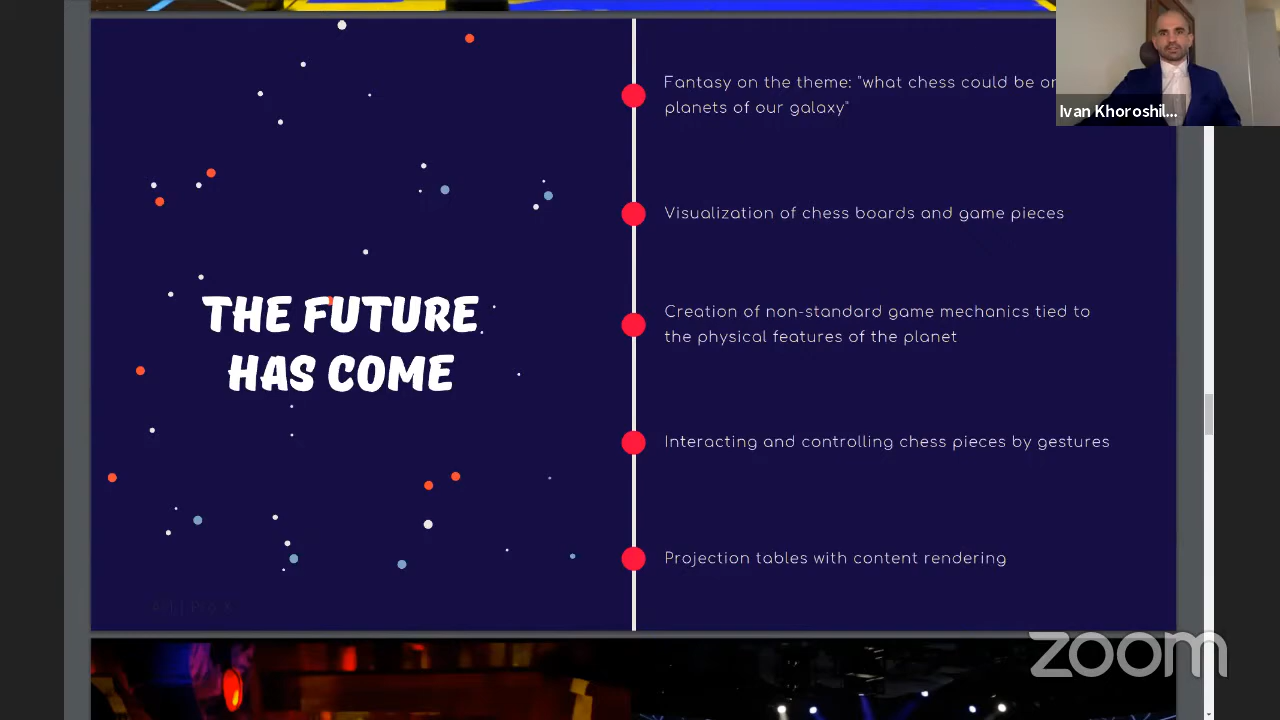 Fantasy on the theme: "what chess could be on
planets of our galaxy"
Ivan Khoroshil...
Visualization of chess boards and game pieces
THE FUTURE
HAS COME
Creation of non-standard game mechanics tied to
the physical features of the planet
Interacting and controlling chess pieces by gestures
Projection tables with content rendering
zoom